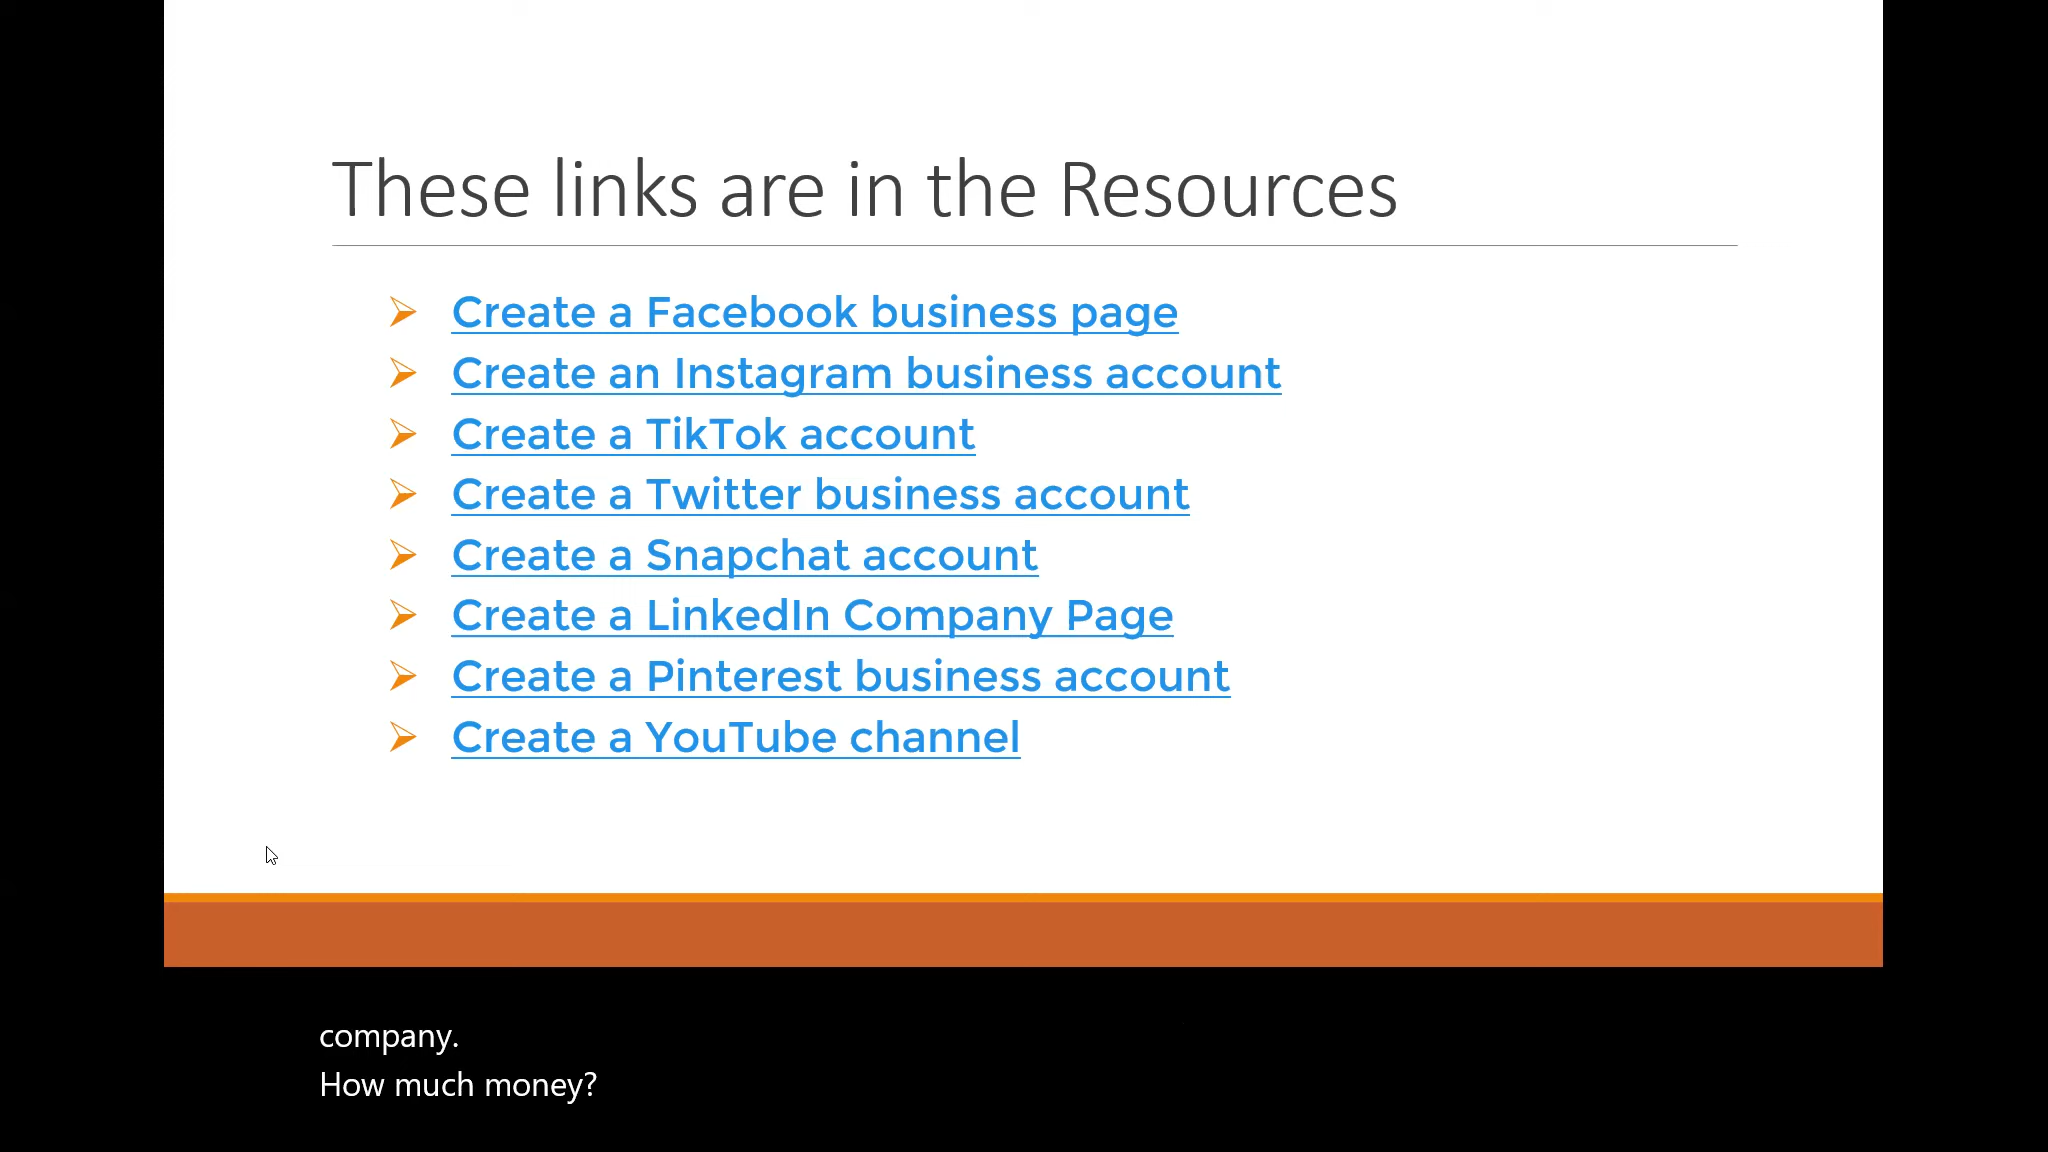 These links are in the Resources
Create a Facebook business page
Create an Instagram business account
Create a TikTok account
Create a Twitter business account
Create a Snapchat account
Create a LinkedIn Company Page
Create a Pinterest business account
Create a YouTube channel
company.
How much money?